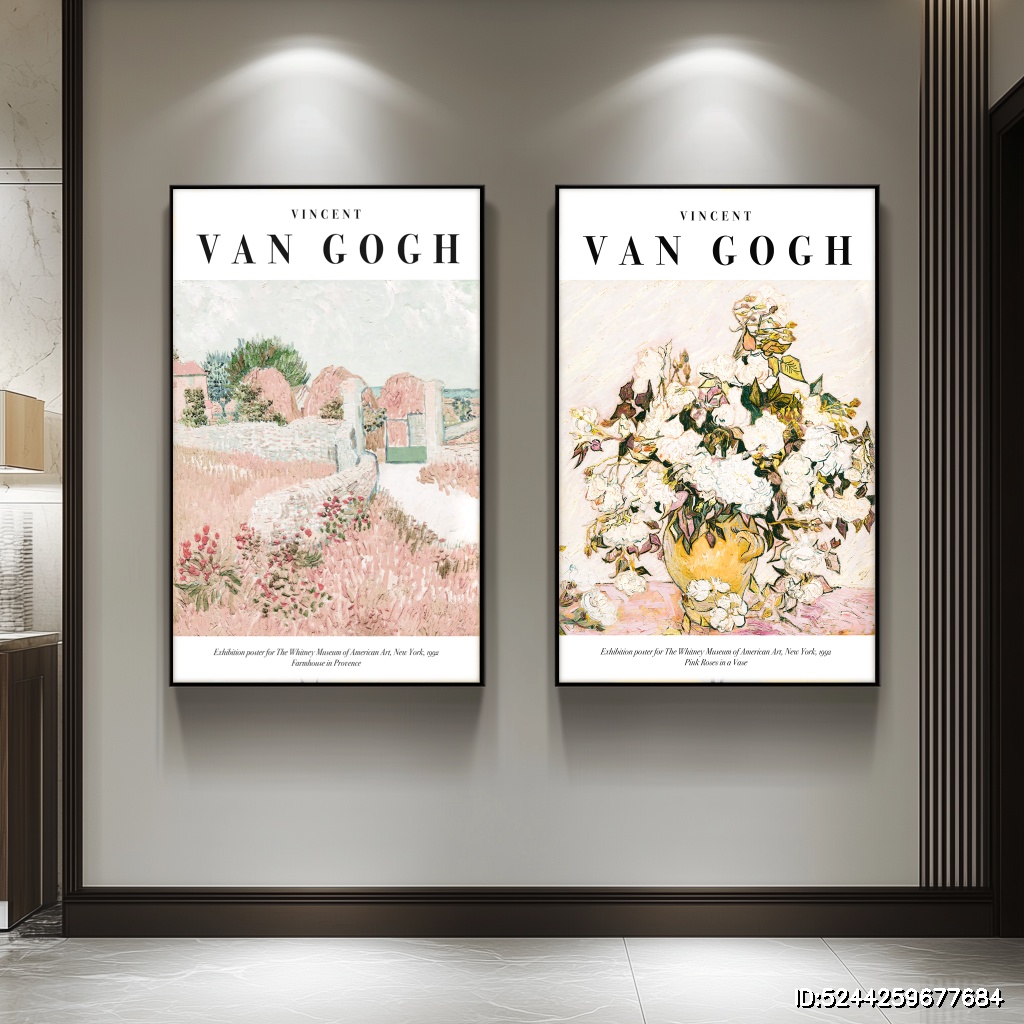 VINCENT
VAN GOGH
Exhibition poster for The Whitney Museum of American Art, New York, 1992
Farmhouse in Provence
VINCENT
VAN GOGH
Exhibition poster for The Whitney Museum of American Art, New York, 1992
Pink Roses in a Vase
ID:5244259677684